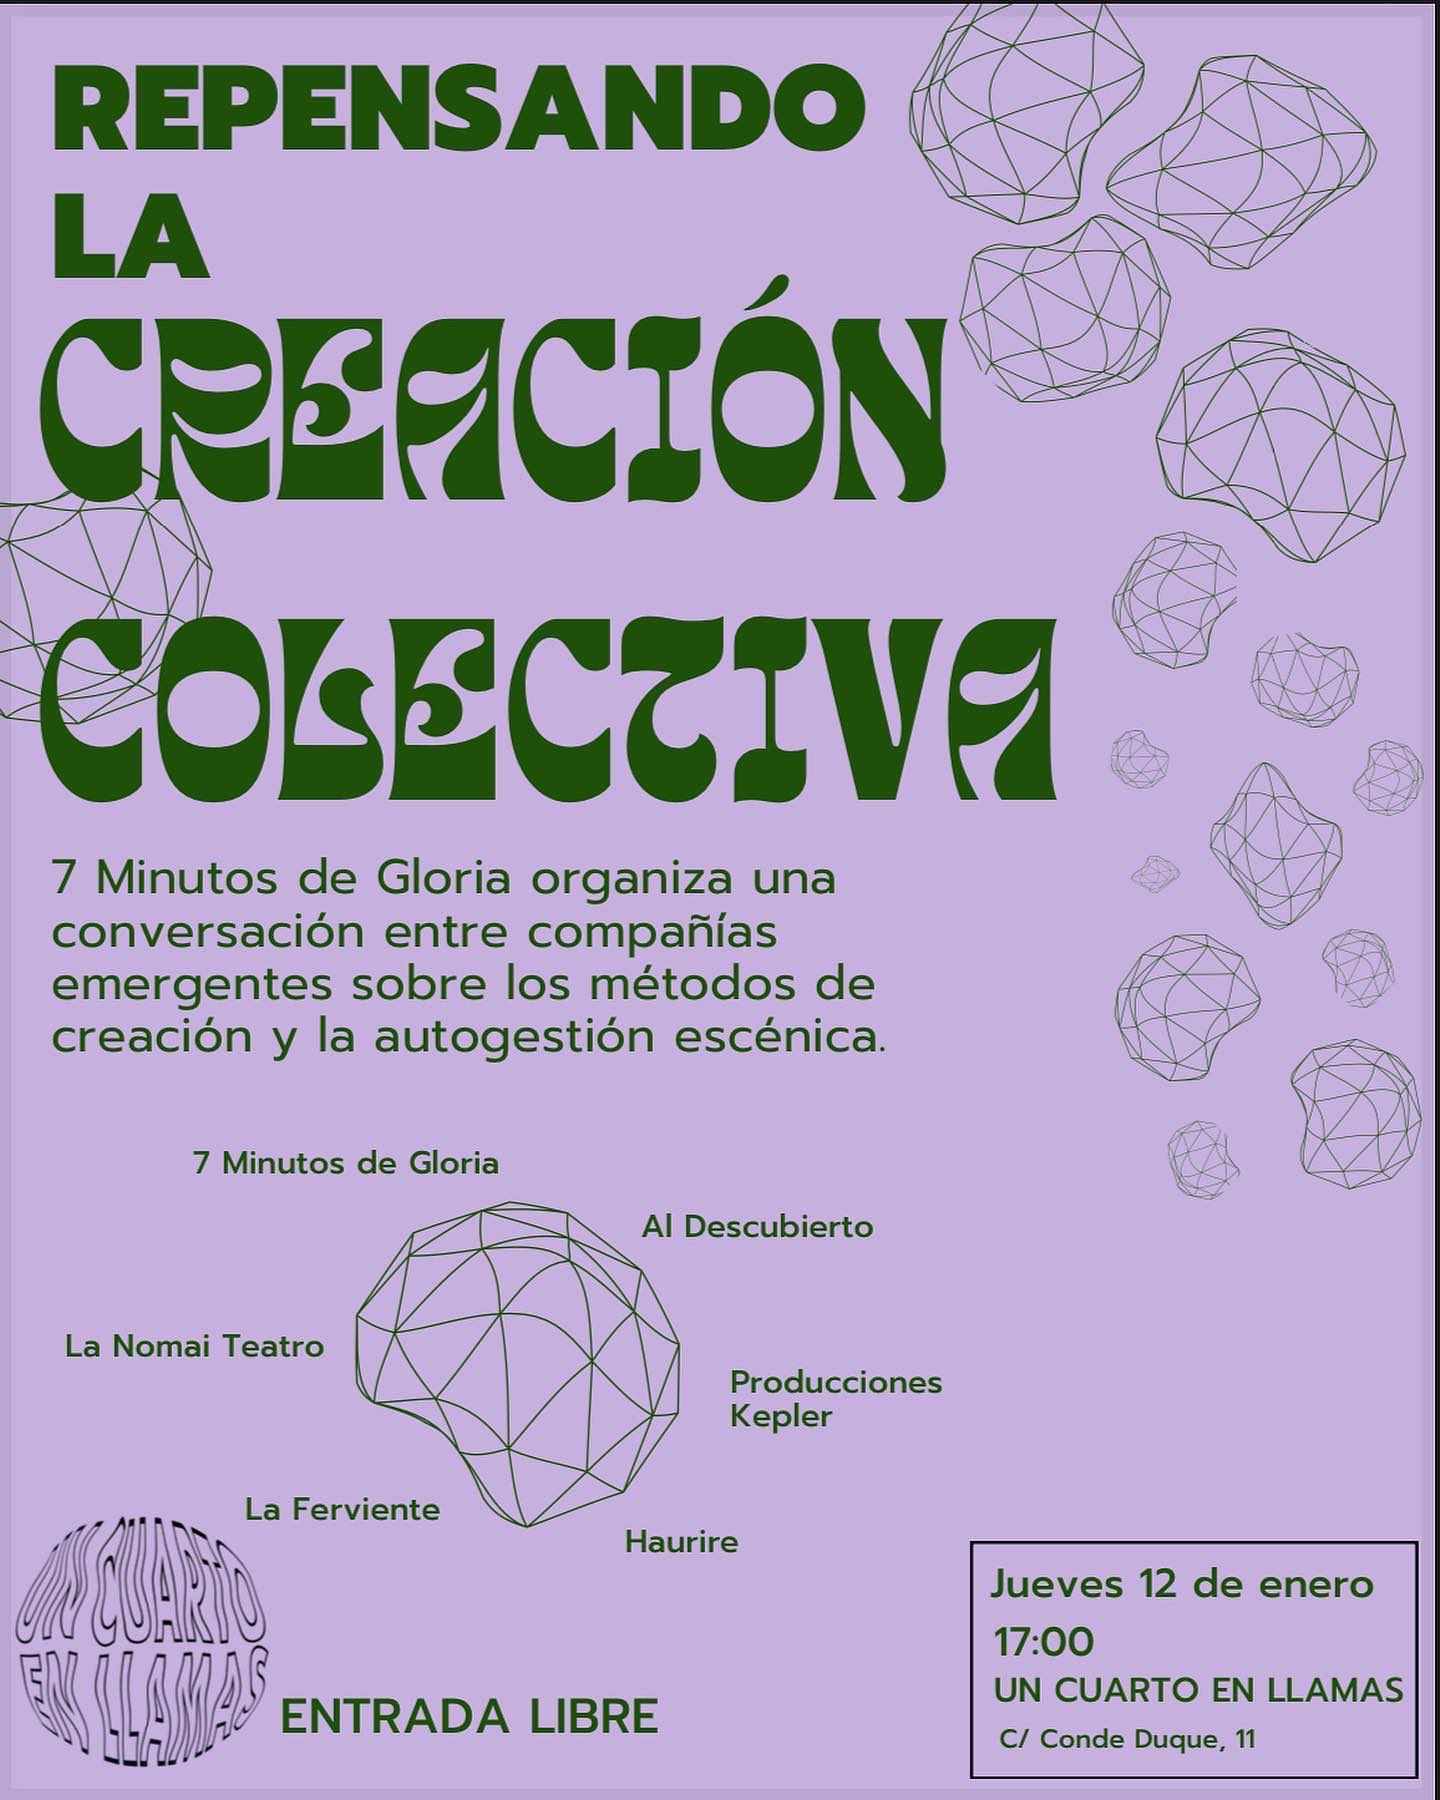 REPENSANDO
LA
CREACIÓN
COLECTIVA
7 Minutos de Gloria organiza una
conversación entre compañías
emergentes sobre los métodos de
creación y la autogestión escénica.
7 Minutos de Gloria
Al Descubierto
La Nomai Teatro
Producciones
Kepler
La Ferviente
Haurire
UN CUARTO
EN LLAMAS
ENTRADA LIBRE
Jueves 12 de enero
17:00
UN CUARTO EN LLAMAS
C/ Conde Duque, 11